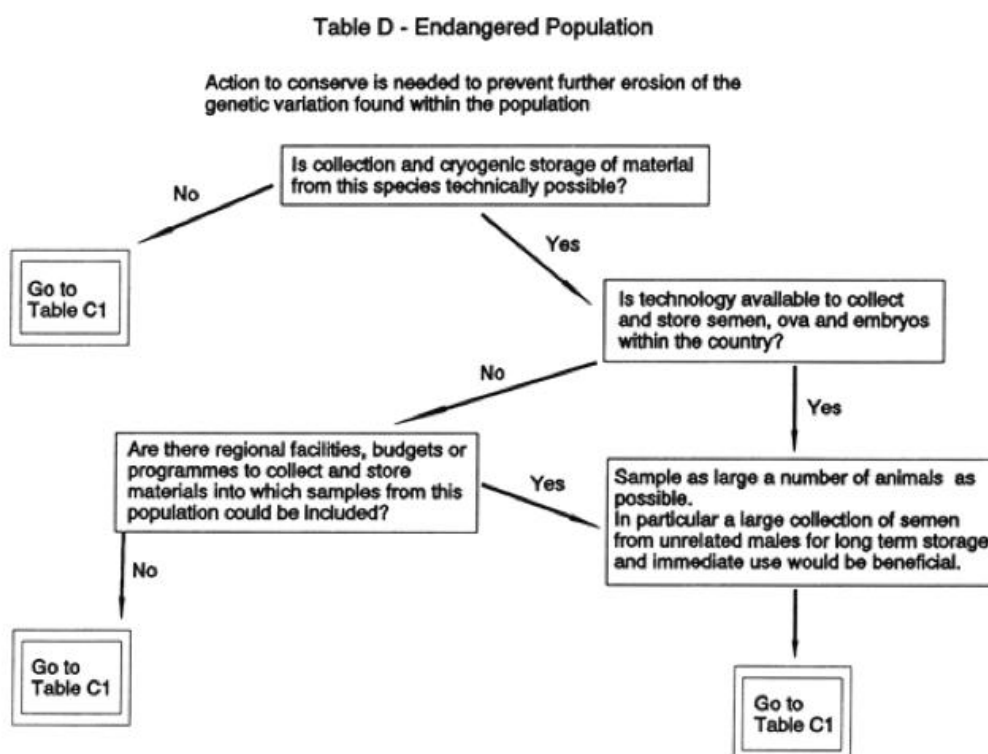 Table D - Endangered Population
Action to conserve is needed to prevent further erosion of the
genetic variation found within the population
Is collection and cryogenic storage of material
from this species technically possible?
No
Yes
Go to
Table C1
Is technology available to collect
and store semen, ova and embryos
within the country?
No
Yes
Are there regional facilities, budgets or
programmes to collect and store
materials into which samples from this
population could be included?
Yes
Sample as large a number of animals as
possible.
In particular a large collection of semen
from unrelated males for long term storage
and immediate use would be beneficial.
No
Go to
Table C1
Go to
Table C1